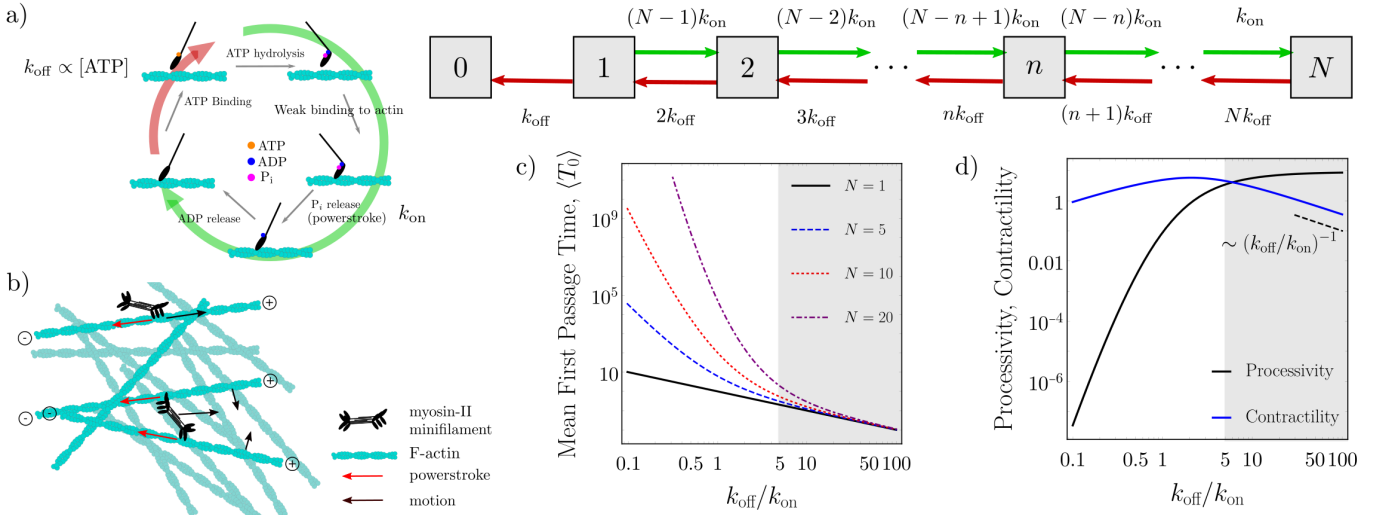 a)
k_off ∝ [ATP]
ATP hydrolysis
ATP Binding
Weak binding to actin
ATP
ADP
P_i
ADP release
P_i release
(powerstroke)
k_on
(N − 1)k_on
(N − 2)k_on
(N − n + 1)k_on
(N − n)k_on
k_on
0
1
2
· · ·
n
· · ·
N
k_off
2k_off
3k_off
nk_off
(n + 1)k_off
Nk_off
b)
+
-
+
-
-
+
myosin-II
minifilament
F-actin
powerstroke
motion
c)
Mean First Passage Time, ⟨T_0⟩
10^9
10^5
10
N = 1
N = 5
N = 10
N = 20
0.1
0.5
1
5
10
50
100
k_off/k_on
d)
Processivity, Contractility
1
0.01
10^−4
10^−6
∼ (k_off/k_on)^−1
Processivity
Contractility
0.1
0.5
1
5
10
50
100
k_off/k_on